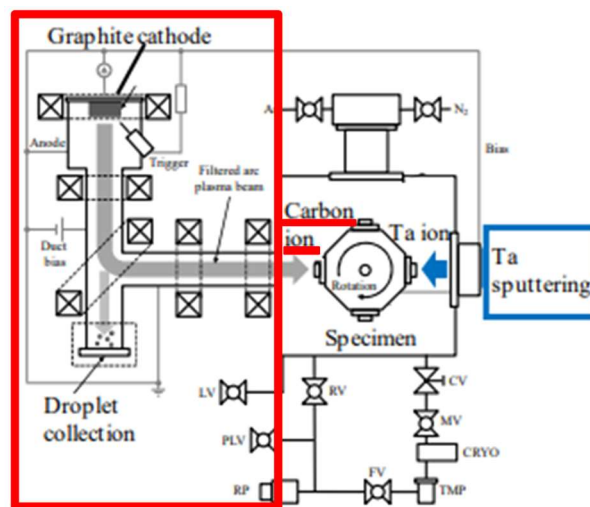 Graphite cathode
A
A
N₂
Anode
Trigger
Filtered arc
plasma beam
Bias
Carbon
ion
Ta ion
Ta
sputtering
Duct
bias
Rotation
Specimen
Droplet
collection
LV
RV
CV
PLV
MV
CRYO
FV
RP
TMP